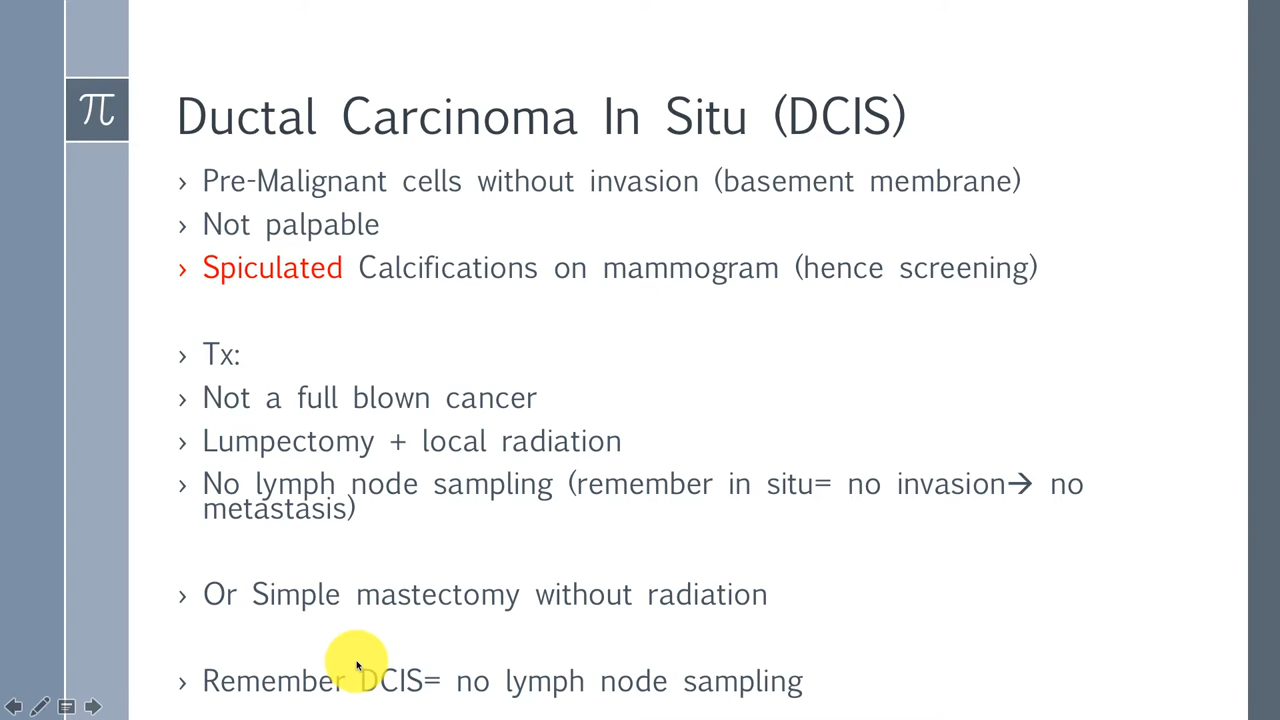 π
Ductal Carcinoma In Situ (DCIS)
› Pre-Malignant cells without invasion (basement membrane)
› Not palpable
› Spiculated Calcifications on mammogram (hence screening)
› Tx:
› Not a full blown cancer
› Lumpectomy + local radiation
› No lymph node sampling (remember in situ= no invasion→ no
metastasis)
› Or Simple mastectomy without radiation
› Remember DCIS= no lymph node sampling